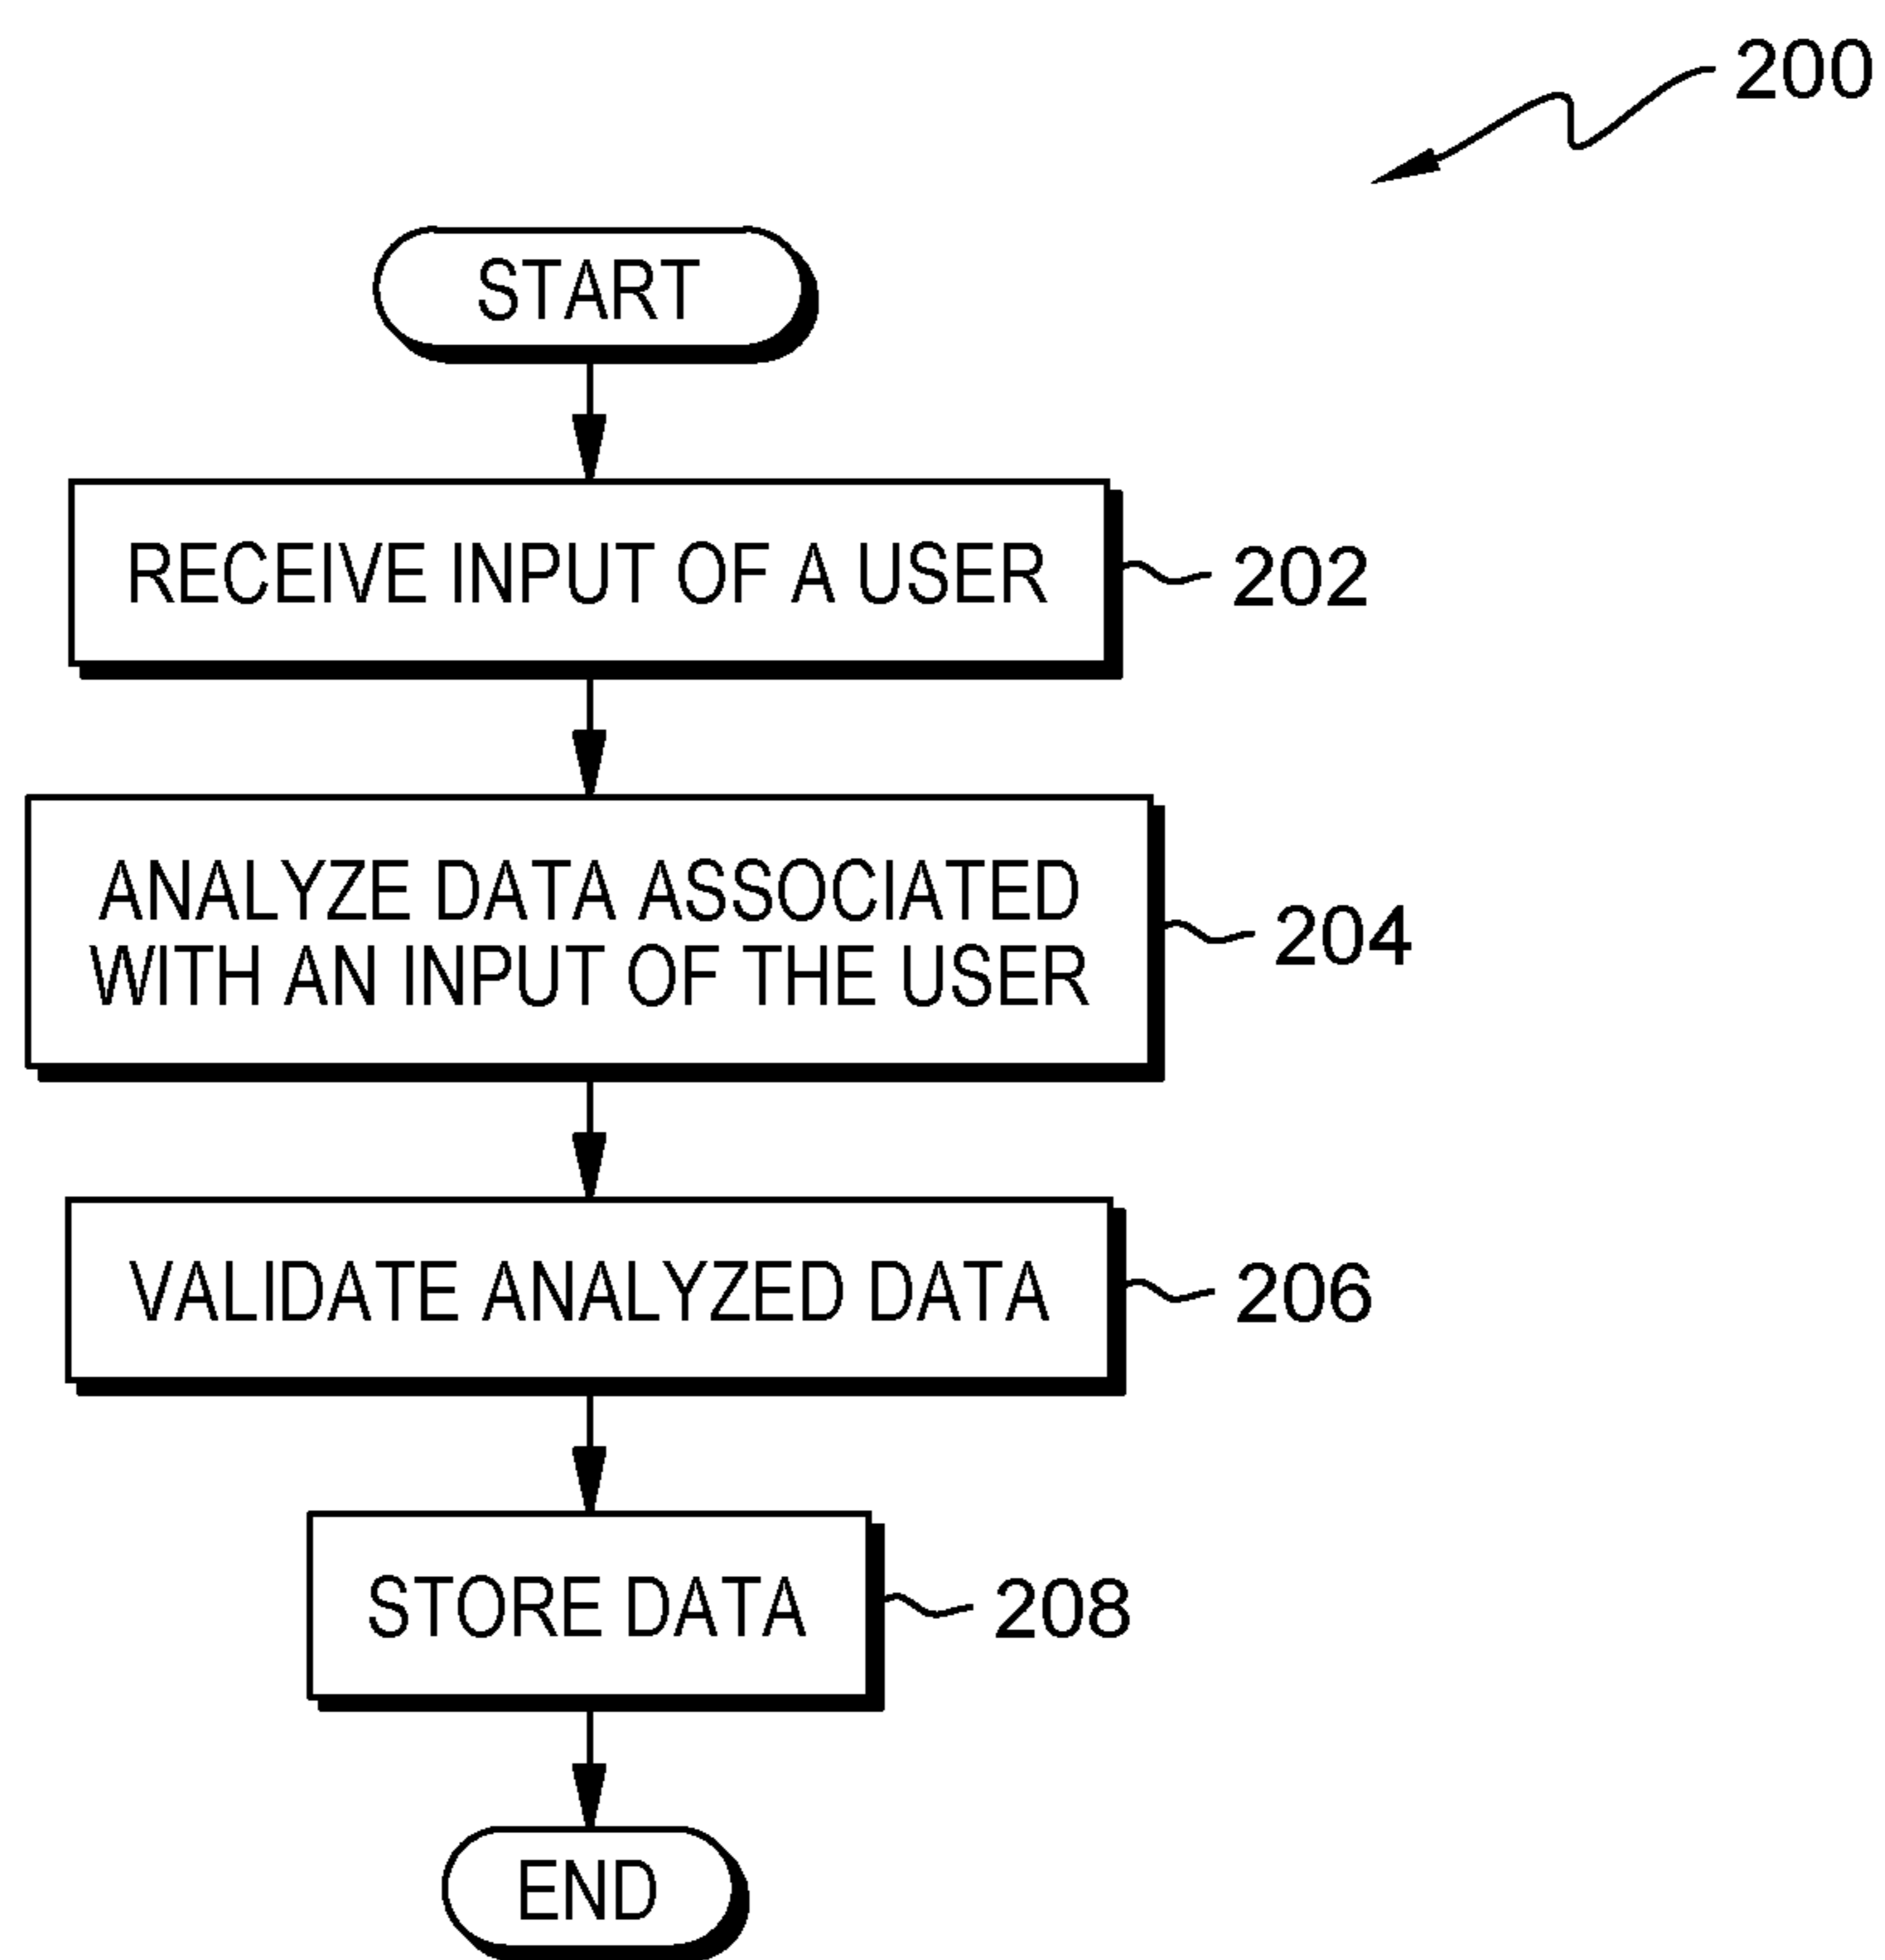 200
START
RECEIVE INPUT OF A USER
202
ANALYZE DATA ASSOCIATED
WITH AN INPUT OF THE USER
204
VALIDATE ANALYZED DATA
206
STORE DATA
208
END